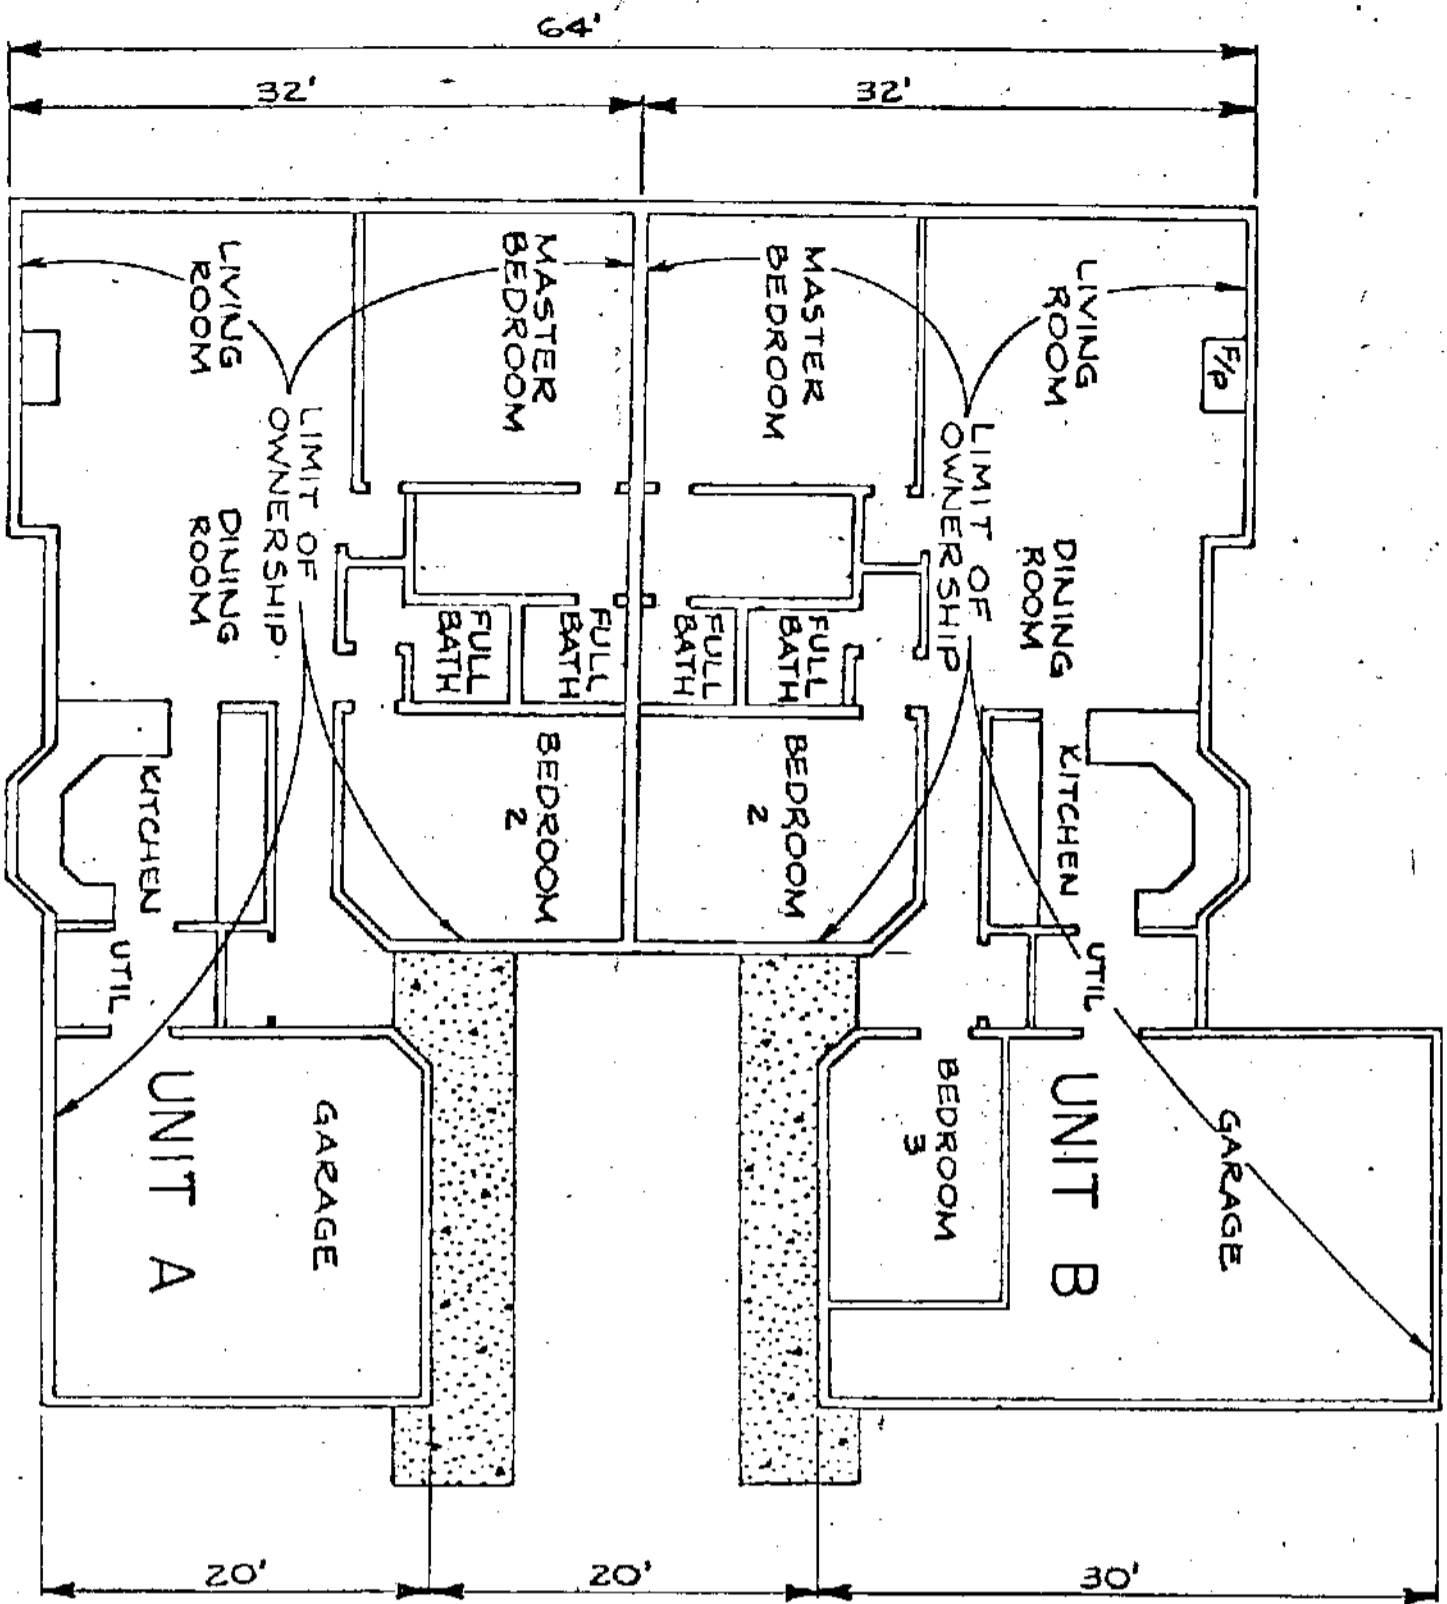 64'
32'
32'
LIVING
ROOM
MASTER
BEDROOM
MASTER
BEDROOM
LIVING
ROOM
F/P
LIMIT OF
OWNERSHIP
LIMIT OF
OWNERSHIP
DINING
ROOM
DINING
ROOM
FULL
BATH
FULL
BATH
FULL
BATH
FULL
BATH
KITCHEN
BEDROOM
2
BEDROOM
2
KITCHEN
UTIL
UTIL
UNIT A
GARAGE
BEDROOM
3
UNIT B
GARAGE
20'
20'
30'